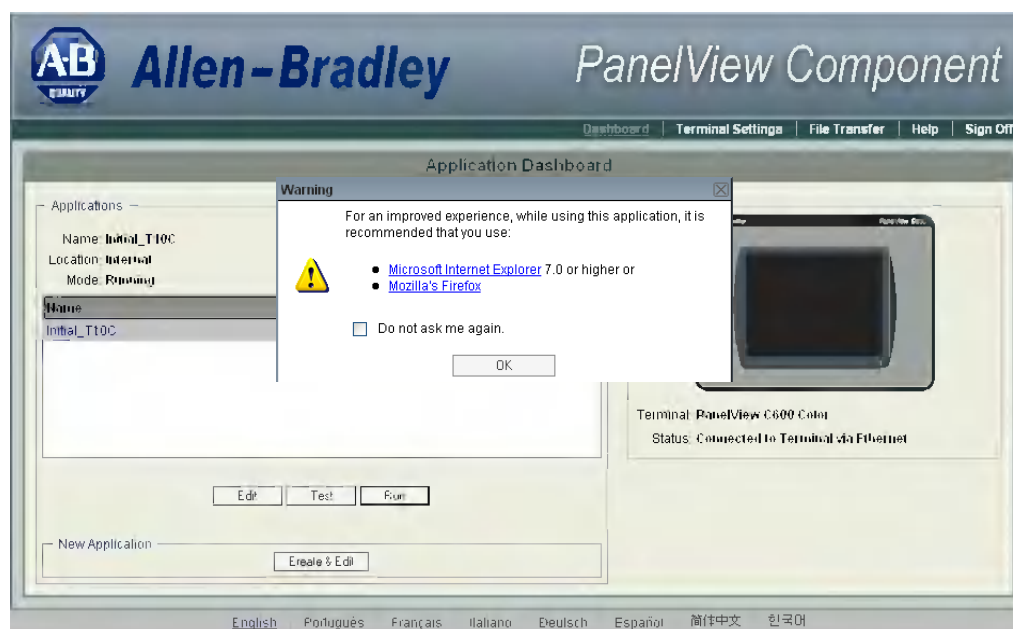 A·B
QUALITY
Allen-Bradley
PanelView Component
Dashboard | Terminal Settings | File Transfer | Help | Sign Off
Application Dashboard
Warning
For an improved experience, while using this application, it is
recommended that you use:
Microsoft Internet Explorer 7.0 or higher or
Mozilla's Firefox
Do not ask me again.
OK
Applications
Name: Initial_T10C
Location: Internal
Mode: Running
Name
Initial_T10C
Terminal: PanelView C600 Color
Status: Connected to Terminal via Ethernet
Edit Test Run
New Application
Create & Edit
English Português Français Italiano Deutsch Español 简体中文 한국어